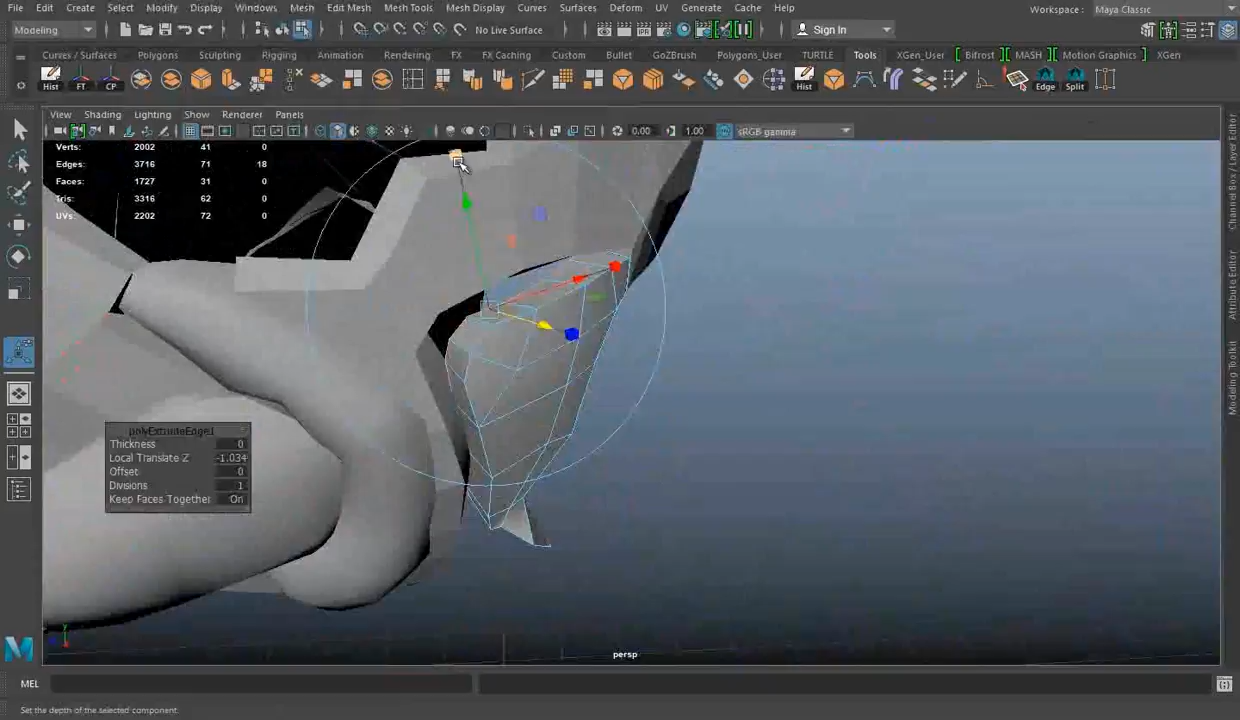 File Edit Create Select Modify Display Windows Mesh Edit Mesh Mesh Tools Mesh Display Curves Surfaces Deform UV Generate Cache Help Workspace : Maya Classic
Modeling No Live Surface Sign In
Curves / Surfaces Polygons Sculpting Rigging Animation Rendering FX FX Caching Custom Bullet GoZBrush Polygons_User TURTLE Tools XGen_User Bifrost MASH Motion Graphics XGen
Hist FT CP Hist Edge Split
View Shading Lighting Show Renderer Panels
0.00 1.00 sRGB gamma
Verts: 2002 41 0
Edges: 3716 71 18
Faces: 1727 31 0
Tris: 3316 62 0
UVs: 2202 72 0
Channel Box / Layer Editor
Attribute Editor
Modeling Toolkit
polyExtrudeEdge1
Thickness 0
Local Translate Z -1.034
Offset 0
Divisions 1
Keep Faces Together On
persp
MEL
Set the depth of the selected component.